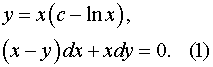 y = x(c − ln x),
(x − y)dx + xdy = 0. (1)